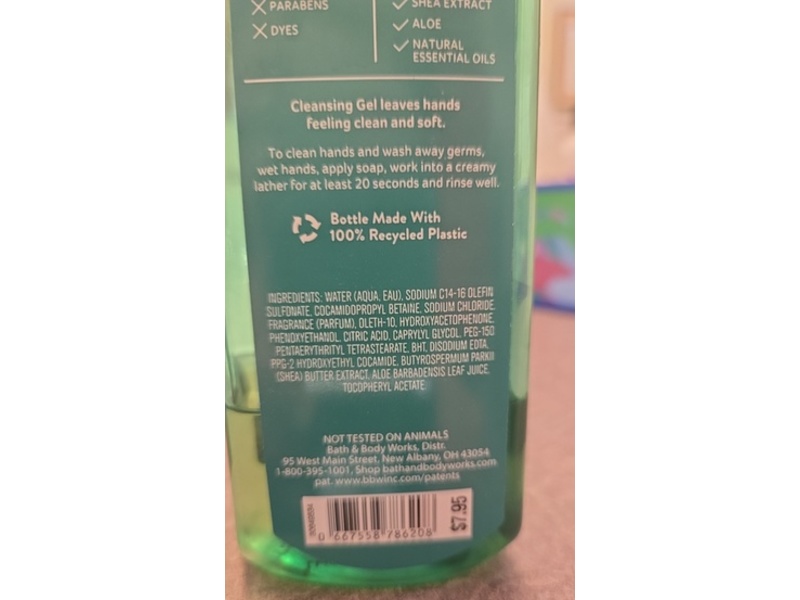 PARABENS
DYES
SHEA EXTRACT
ALOE
NATURAL
ESSENTIAL OILS
Cleansing Gel leaves hands
feeling clean and soft.
To clean hands and wash away germs,
wet hands, apply soap, work into a creamy
lather for at least 20 seconds and rinse well.
Bottle Made With
100% Recycled Plastic
INGREDIENTS: WATER (AQUA, EAU), SODIUM C14-16 OLEFIN
SULFONATE, COCAMIDOPROPYL BETAINE, SODIUM CHLORIDE,
FRAGRANCE (PARFUM), OLETH-10, HYDROXYACETOPHENONE,
PHENOXYETHANOL, CITRIC ACID, CAPRYLYL GLYCOL, PEG-150
PENTAERYTHRITYL TETRASTEARATE, BHT, DISODIUM EDTA,
PPG-2 HYDROXYETHYL COCAMIDE, BUTYROSPERMUM PARKII
(SHEA) BUTTER EXTRACT, ALOE BARBADENSIS LEAF JUICE,
TOCOPHERYL ACETATE.
NOT TESTED ON ANIMALS
Bath & Body Works, Distr.
95 West Main Street, New Albany, OH 43054
1-800-395-1001, Shop bathandbodyworks.com
pat. www.bbwinc.com/patents
0 667558 786208
$7.95